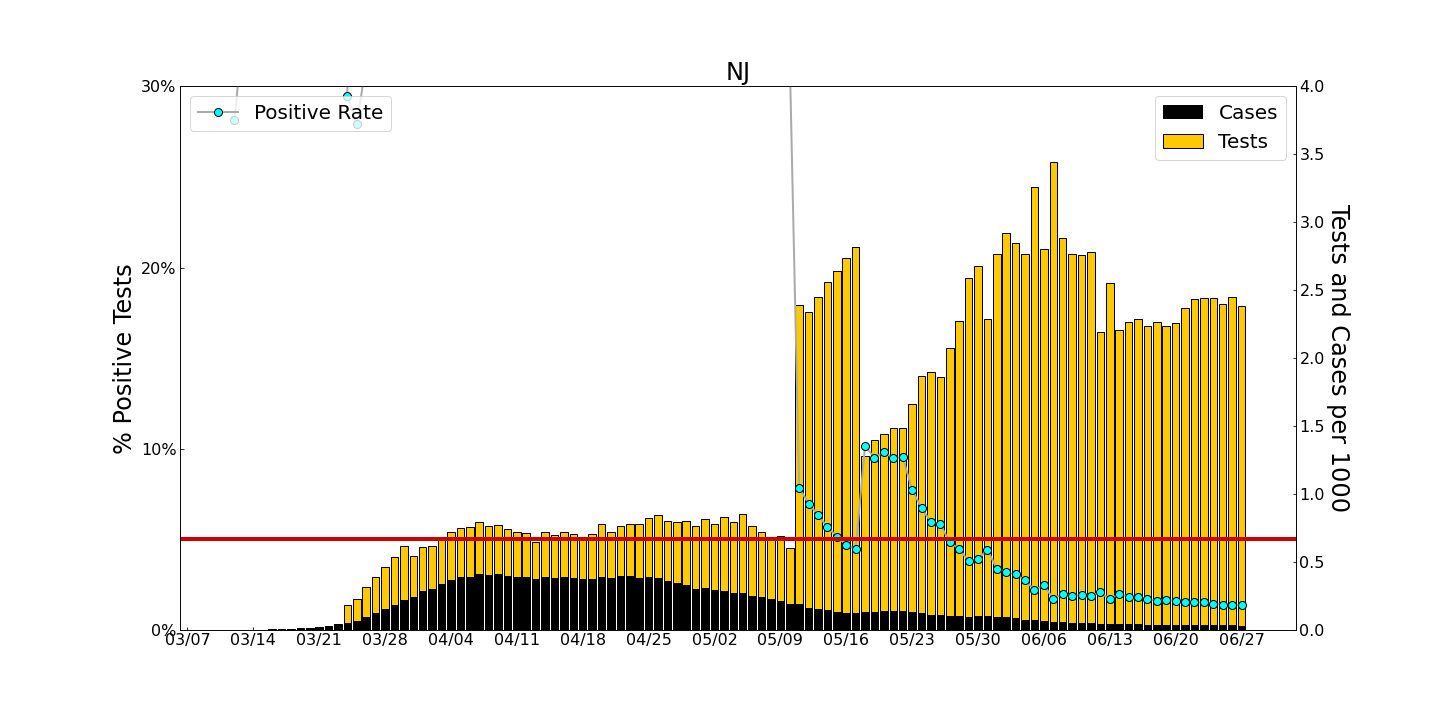 NJ
30%
20%
10%
0%
% Positive Tests
Positive Rate
Cases
Tests
4.0
3.5
3.0
2.5
2.0
1.5
1.0
0.5
0.0
Tests and Cases per 1000
03/07 03/14 03/21 03/28 04/04 04/11 04/18 04/25 05/02 05/09 05/16 05/23 05/30 06/06 06/13 06/20 06/27